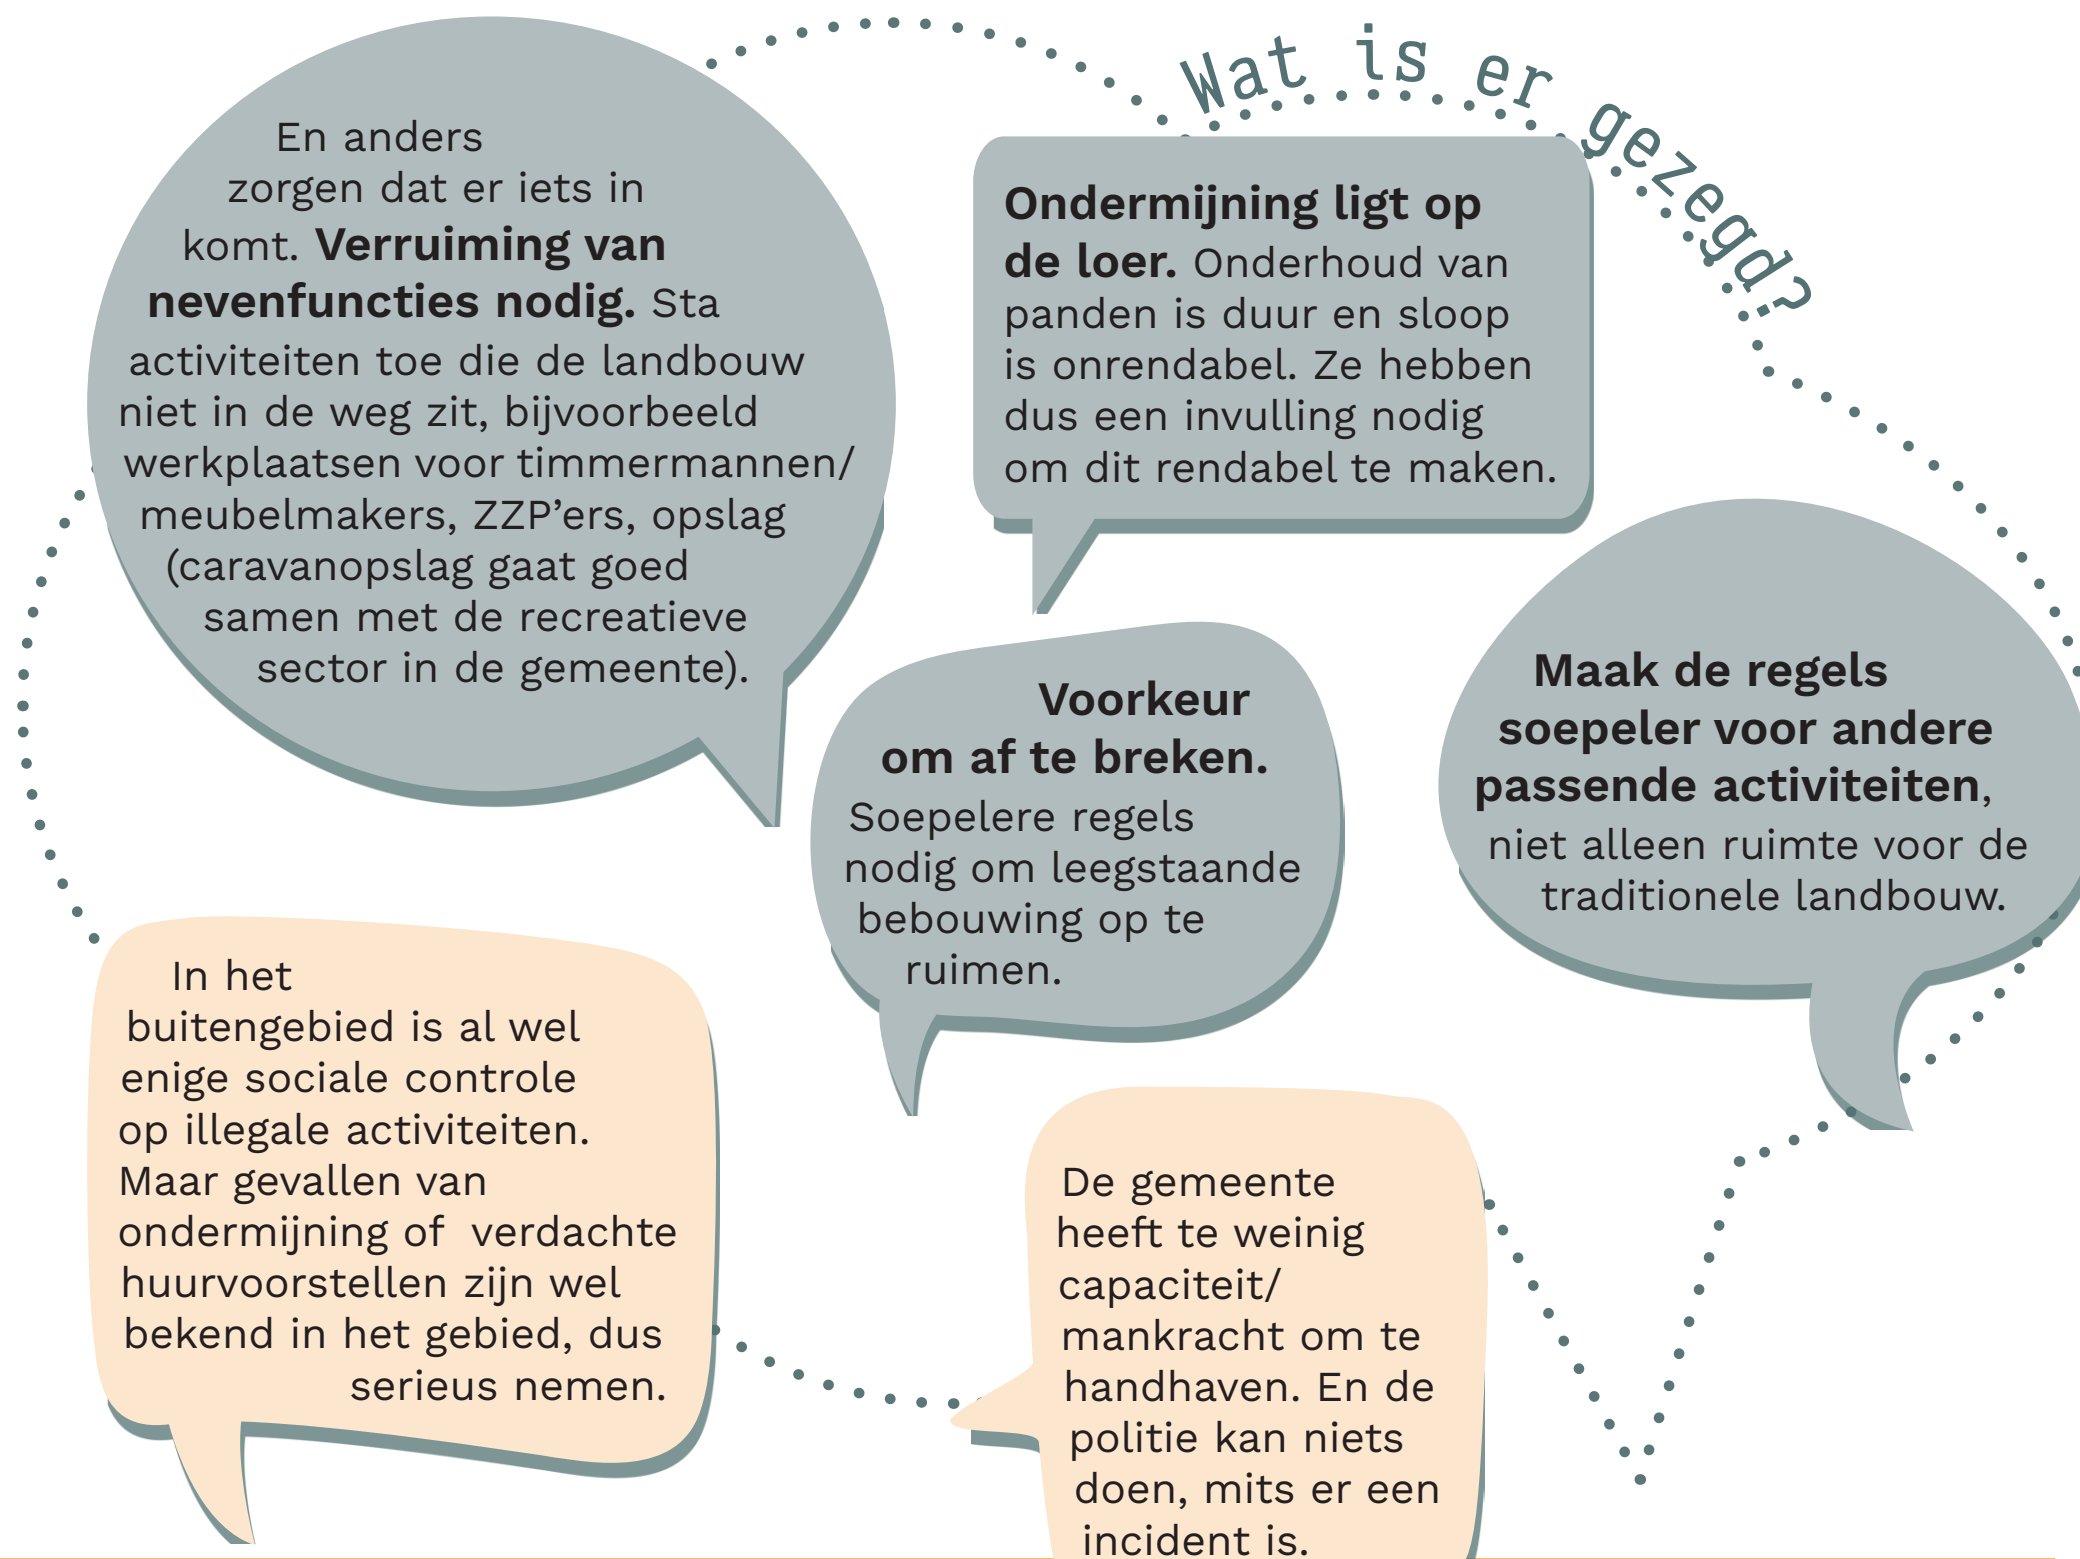 Wat is er gezegd?
En anders
zorgen dat er iets in
komt. Verruiming van
nevenfuncties nodig. Sta
activiteiten toe die de landbouw
niet in de weg zit, bijvoorbeeld
werkplaatsen voor timmermannen/
meubelmakers, ZZP’ers, opslag
(caravanopslag gaat goed
samen met de recreatieve
sector in de gemeente).
Ondermijning ligt op
de loer. Onderhoud van
panden is duur en sloop
is onrendabel. Ze hebben
dus een invulling nodig
om dit rendabel te maken.
Voorkeur
om af te breken.
Soepelere regels
nodig om leegstaande
bebouwing op te
ruimen.
Maak de regels
soepeler voor andere
passende activiteiten,
niet alleen ruimte voor de
traditionele landbouw.
In het
buitengebied is al wel
enige sociale controle
op illegale activiteiten.
Maar gevallen van
ondermijning of  verdachte
huurvoorstellen zijn wel
bekend in het gebied, dus
serieus nemen.
De gemeente
heeft te weinig
capaciteit/
mankracht om te
handhaven. En de
politie kan niets
doen, mits er een
incident is.